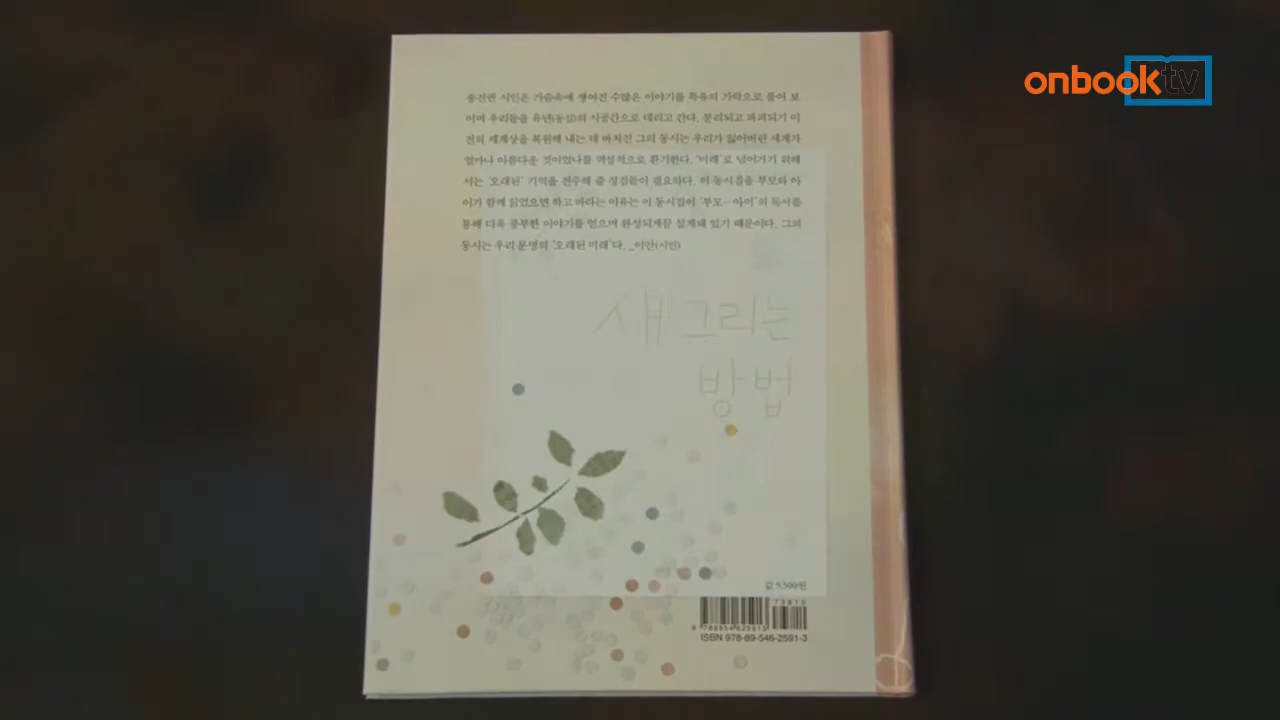 onbook tv
송진권 시인은 가슴속에 쟁여진 수많은 이야기를 특유의 가락으로 풀어 보
이며 우리들을 유년(동심)의 시공간으로 데리고 간다. 분리되고 파괴되기 이
전의 세계상을 복원해 내는 데 바쳐진 그의 동시는 우리가 잃어버린 세계가
얼마나 아름다운 것이었나를 역설적으로 환기한다. '미래'로 넘어가기 위해
서는 '오래된' 기억을 전수해 줄 징검돌이 필요하다. 이 동시집을 부모와 아
이가 함께 읽었으면 하고 바라는 이유는 이 동시집이 '부모-아이'의 독서를
통해 더욱 풍부한 이야기를 얻으며 완성되게끔 설계돼 있기 때문이다. 그의
동시는 우리 문명의 '오래된 미래'다. _이안(시인)
새 그리는
방법
값 9,500원
73810
9 788954 625913
ISBN 978-89-546-2591-3